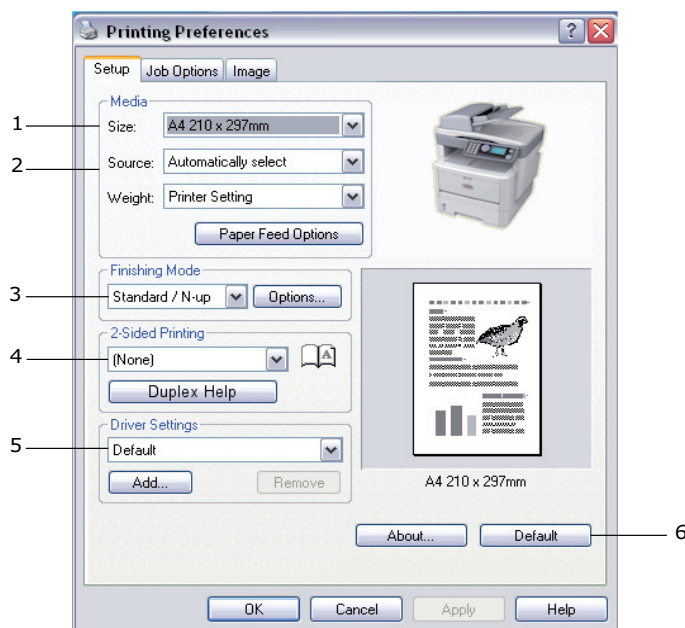 Printing Preferences
Setup Job Options Image
Media
1 Size: A4 210 x 297mm
2 Source: Automatically select
Weight: Printer Setting
Paper Feed Options
Finishing Mode
3 Standard / N-up Options...
2-Sided Printing
4 (None) A
Duplex Help
Driver Settings
5 Default
Add... Remove
A4 210 x 297mm
About... Default 6
OK Cancel Apply Help